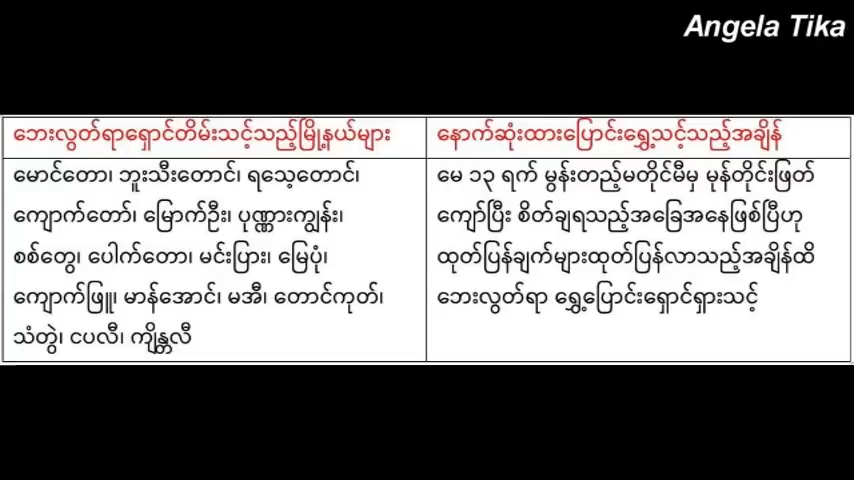 Angela Tika
ဘေးလွတ်ရာရှောင်တိမ်းသင့်သည့်မြို့နယ်များ
နောက်ဆုံးထားပြောင်းရွှေ့သင့်သည့်အချိန်
မောင်တော၊ ဘူးသီးတောင်၊ ရသေ့တောင်၊
ကျောက်တော်၊ မြောက်ဦး၊ ပုဏ္ဏားကျွန်း၊
စစ်တွေ၊ ပေါက်တော၊ မင်းပြား၊ မြေပုံ၊
ကျောက်ဖြူ၊ မာန်အောင်၊ မအီ၊ တောင်ကုတ်၊
သံတွဲ၊ ငပလီ၊ ကျိန္တလီ
မေ ၁၃ ရက် မွန်းတည့်မတိုင်မီမှ မုန်တိုင်းဖြတ်
ကျော်ပြီး စိတ်ချရသည့်အခြေအနေဖြစ်ပြီဟု
ထုတ်ပြန်ချက်များထုတ်ပြန်လာသည့်အချိန်ထိ
ဘေးလွတ်ရာ ရွှေ့ပြောင်းရှောင်ရှားသင့်